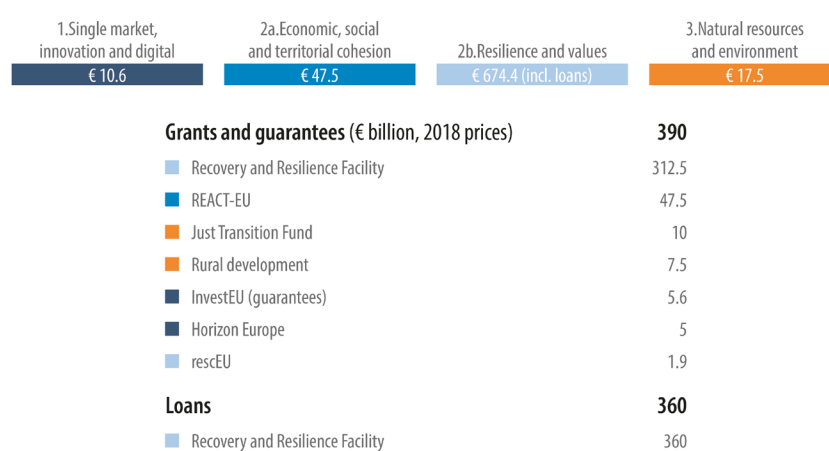 1.Single market,
innovation and digital
€ 10.6
2a.Economic, social
and territorial cohesion
€ 47.5
2b.Resilience and values
€ 674.4 (incl. loans)
3.Natural resources
and environment
€ 17.5
Grants and guarantees (€ billion, 2018 prices) 390
Recovery and Resilience Facility 312.5
REACT-EU 47.5
Just Transition Fund 10
Rural development 7.5
InvestEU (guarantees) 5.6
Horizon Europe 5
rescEU 1.9
Loans 360
Recovery and Resilience Facility 360